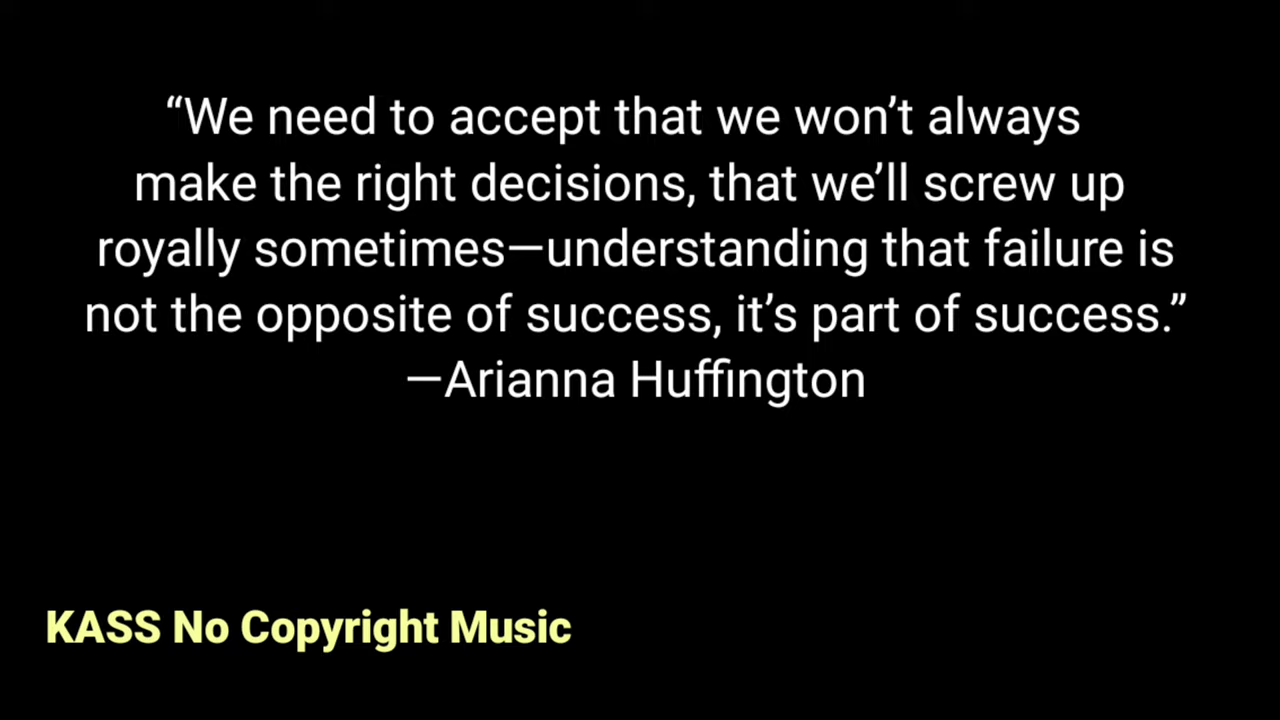 “We need to accept that we won’t always
make the right decisions, that we’ll screw up
royally sometimes—understanding that failure is
not the opposite of success, it’s part of success.”
—Arianna Huffington
KASS No Copyright Music